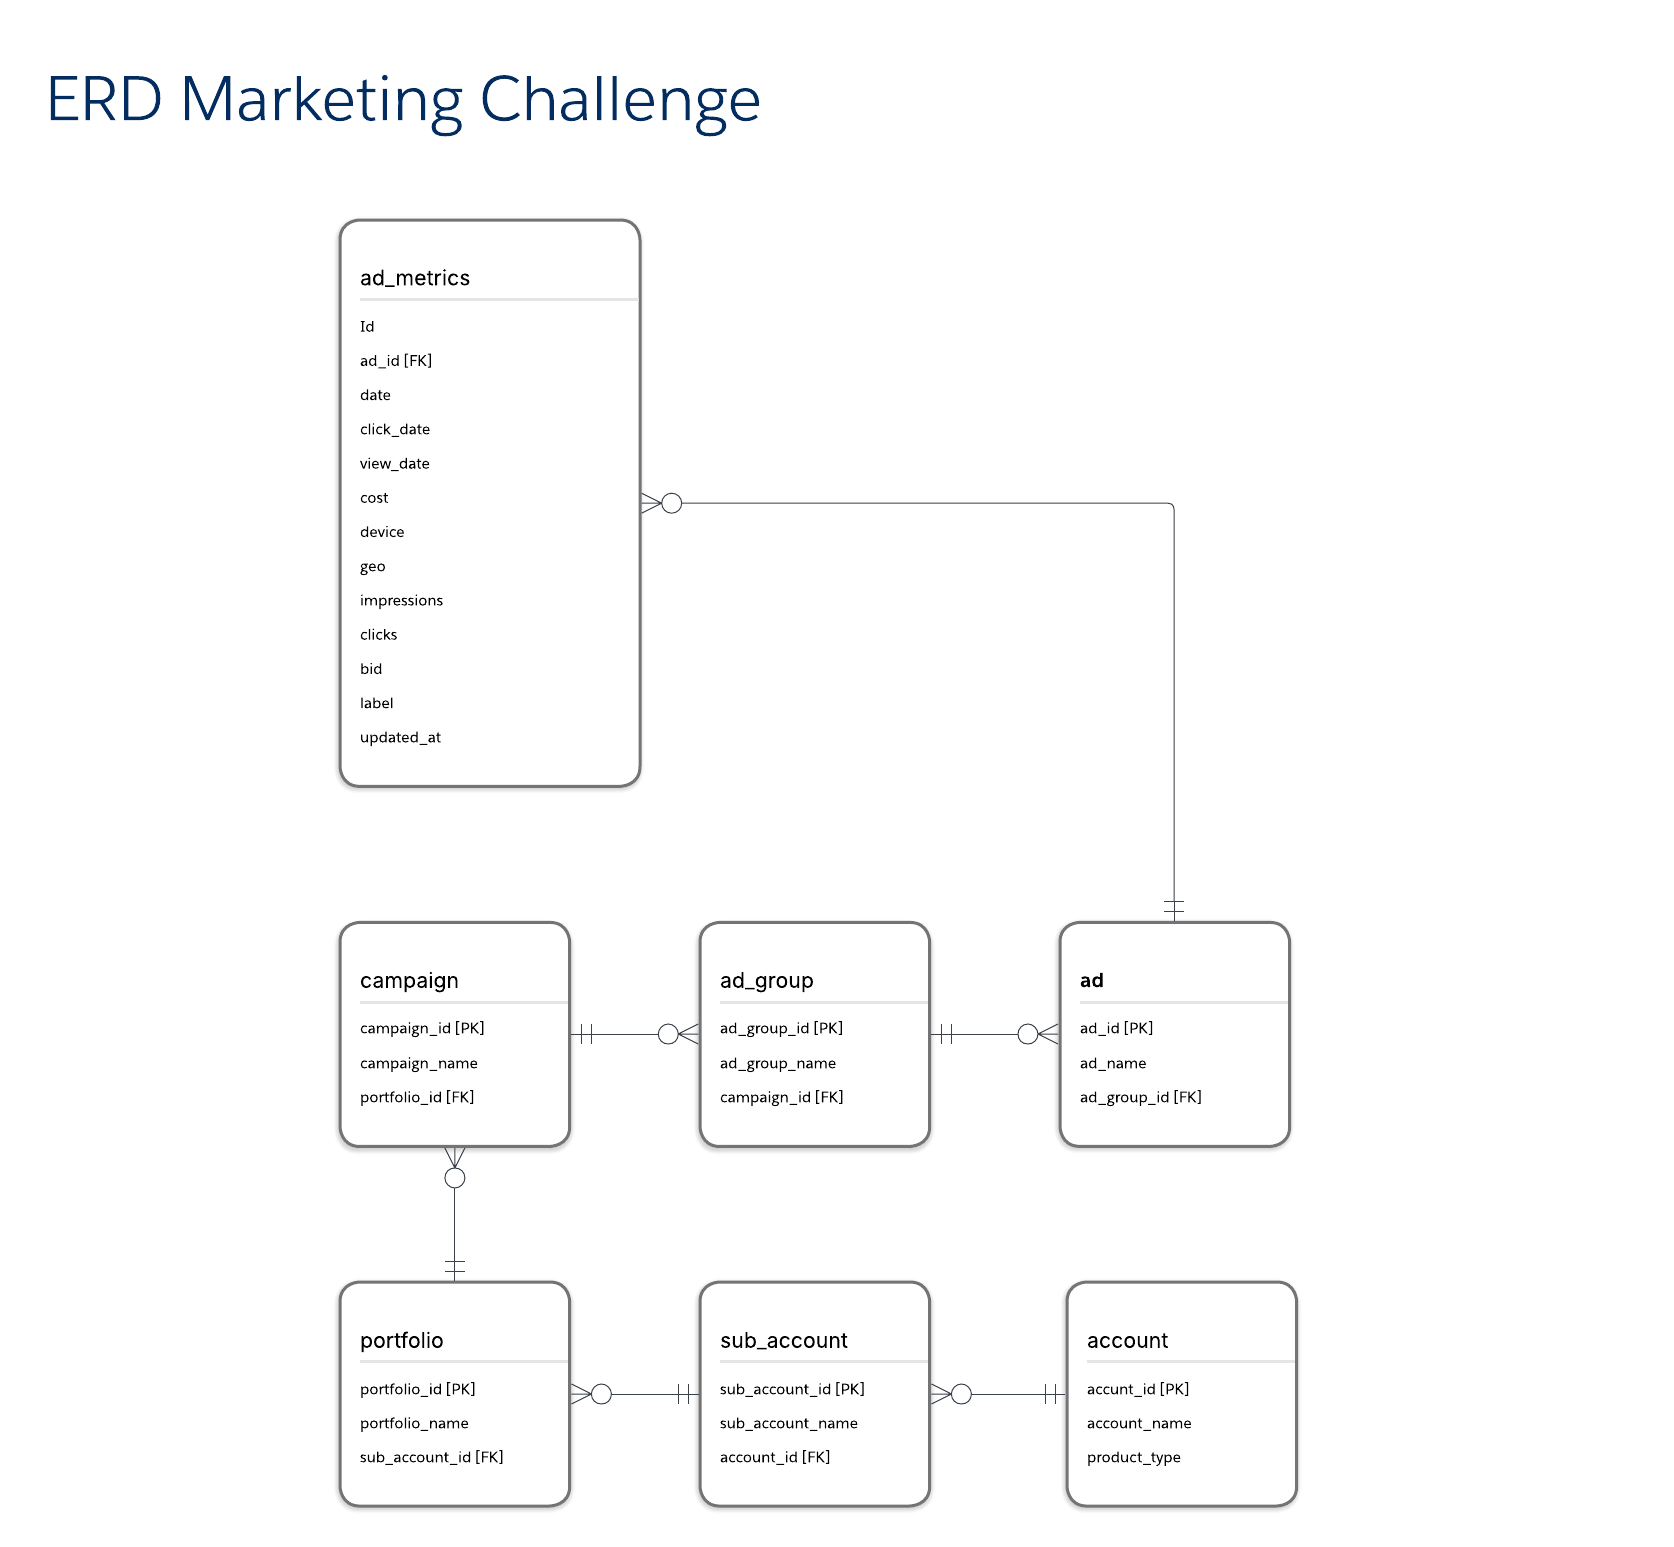 ERD Marketing Challenge
ad_metrics
Id
ad_id [FK]
date
click_date
view_date
cost
device
geo
impressions
clicks
bid
label
updated_at
campaign
campaign_id [PK]
campaign_name
portfolio_id [FK]
ad_group
ad_group_id [PK]
ad_group_name
campaign_id [FK]
ad
ad_id [PK]
ad_name
ad_group_id [FK]
portfolio
portfolio_id [PK]
portfolio_name
sub_account_id [FK]
sub_account
sub_account_id [PK]
sub_account_name
account_id [FK]
account
accunt_id [PK]
account_name
product_type